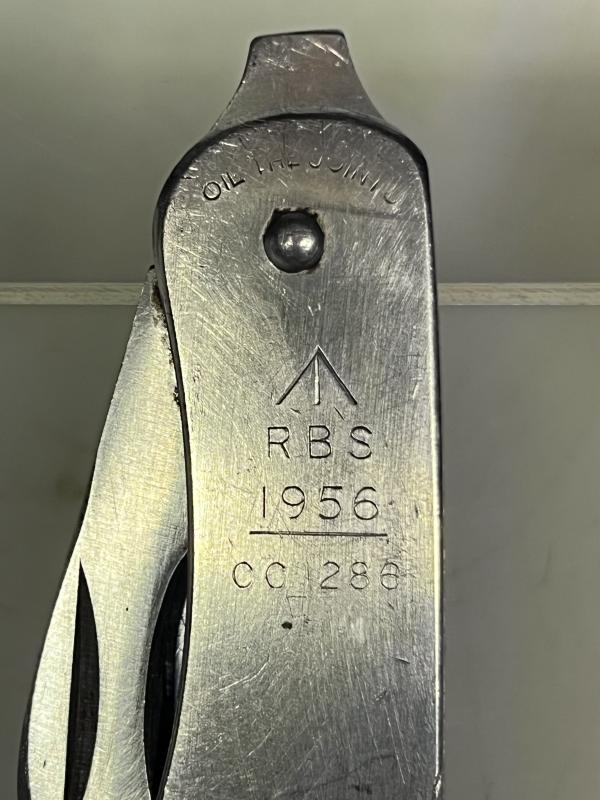 OIL THE JOINTS
RBS
1956
CC 1286